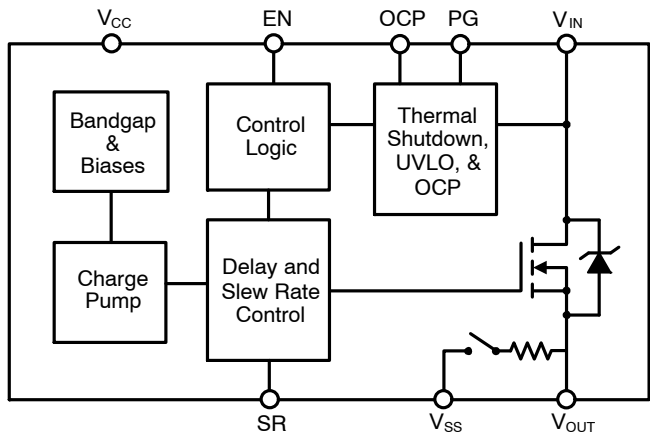 VCC
EN
OCP
PG
VIN
Bandgap
&
Biases
Control
Logic
Thermal
Shutdown,
UVLO, &
OCP
Charge
Pump
Delay and
Slew Rate
Control
SR
VSS
VOUT